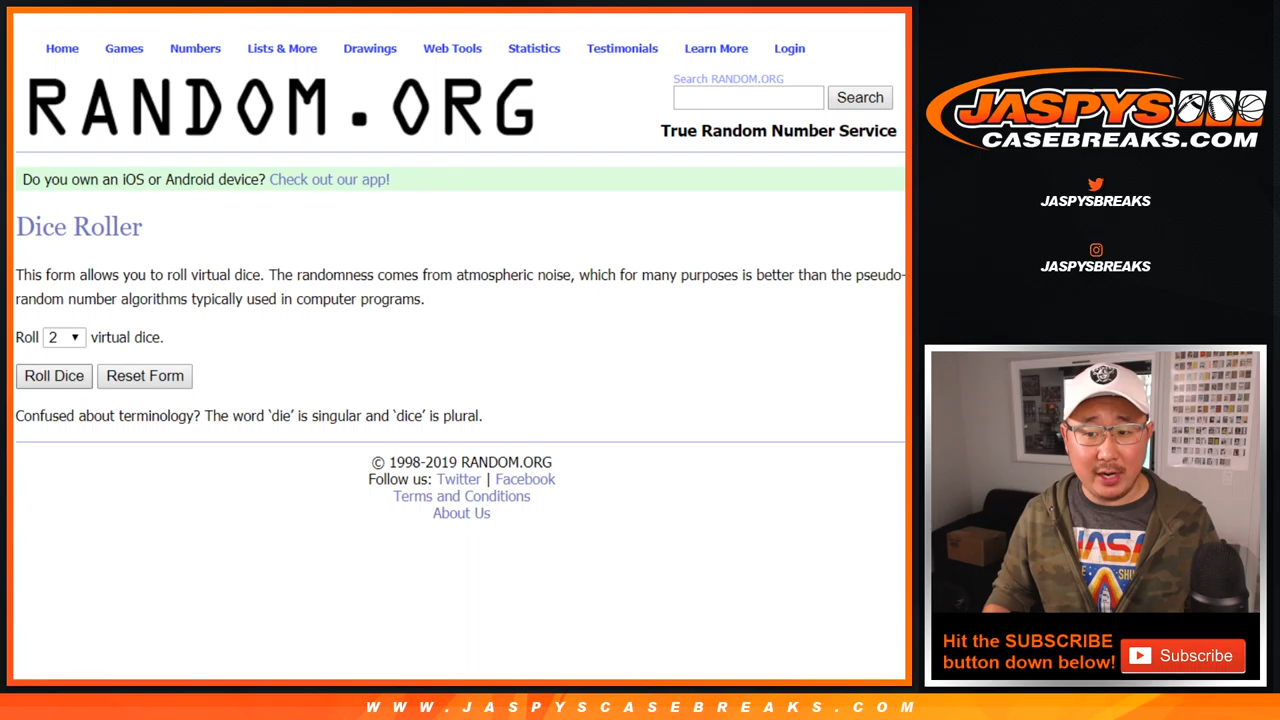 Home Games Numbers Lists & More Drawings Web Tools Statistics Testimonials Learn More Login
RANDOM.ORG
Search RANDOM.ORG
Search
True Random Number Service
Do you own an iOS or Android device? Check out our app!
Dice Roller
This form allows you to roll virtual dice. The randomness comes from atmospheric noise, which for many purposes is better than the pseudo-
random number algorithms typically used in computer programs.
Roll 2 virtual dice.
Roll Dice Reset Form
Confused about terminology? The word ‘die’ is singular and ‘dice’ is plural.
© 1998-2019 RANDOM.ORG
Follow us: Twitter | Facebook
Terms and Conditions
About Us
JASPYS
CASEBREAKS.COM
JASPYSBREAKS
JASPYSBREAKS
NASA
Hit the SUBSCRIBE
button down below!
Subscribe
WWW.JASPYSCASEBREAKS.COM